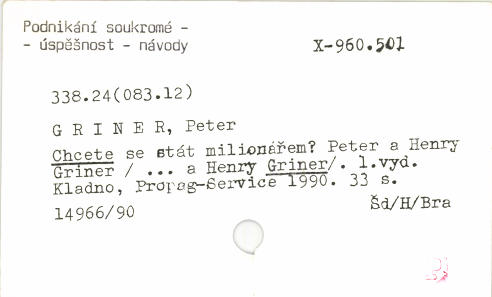 Podnikání soukromé -
- úspěšnost - návody
X-960.501
338.24(083.12)
G R I N E R, Peter
Chcete se stát milionářem? Peter a Henry
Griner / ... a Henry Griner/. 1.vyd.
Kladno, Propag-Service 1990. 33 s.
14966/90
Šd/H/Bra